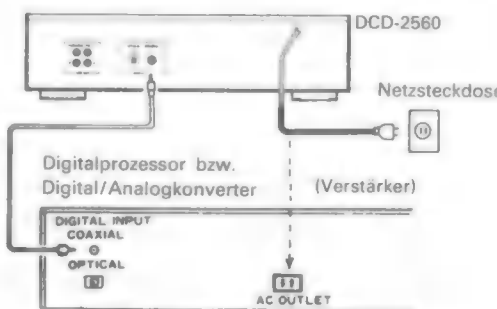 DCD-2560
Netzsteckdose
Digitalprozessor bzw.
Digital/Analogkonverter
(Verstärker)
DIGITAL INPUT
COAXIAL
OPTICAL
AC OUTLET